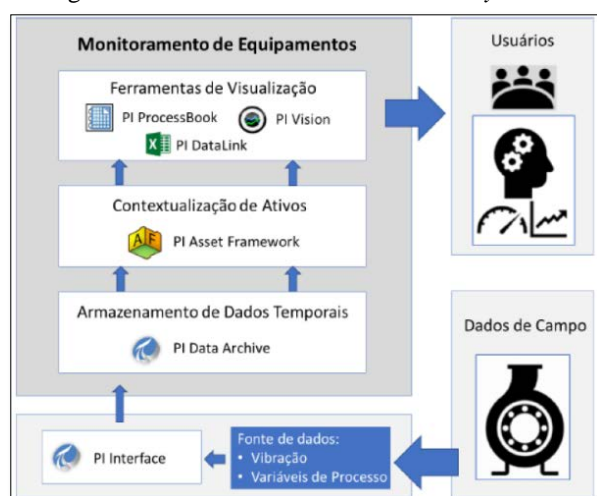 Monitoramento de Equipamentos
Ferramentas de Visualização
PI ProcessBook
PI Vision
PI DataLink
Contextualização de Ativos
AF
PI Asset Framework
Armazenamento de Dados Temporais
PI Data Archive
PI Interface
Fonte de dados:
• Vibração
• Variáveis de Processo
Usuários
Dados de Campo